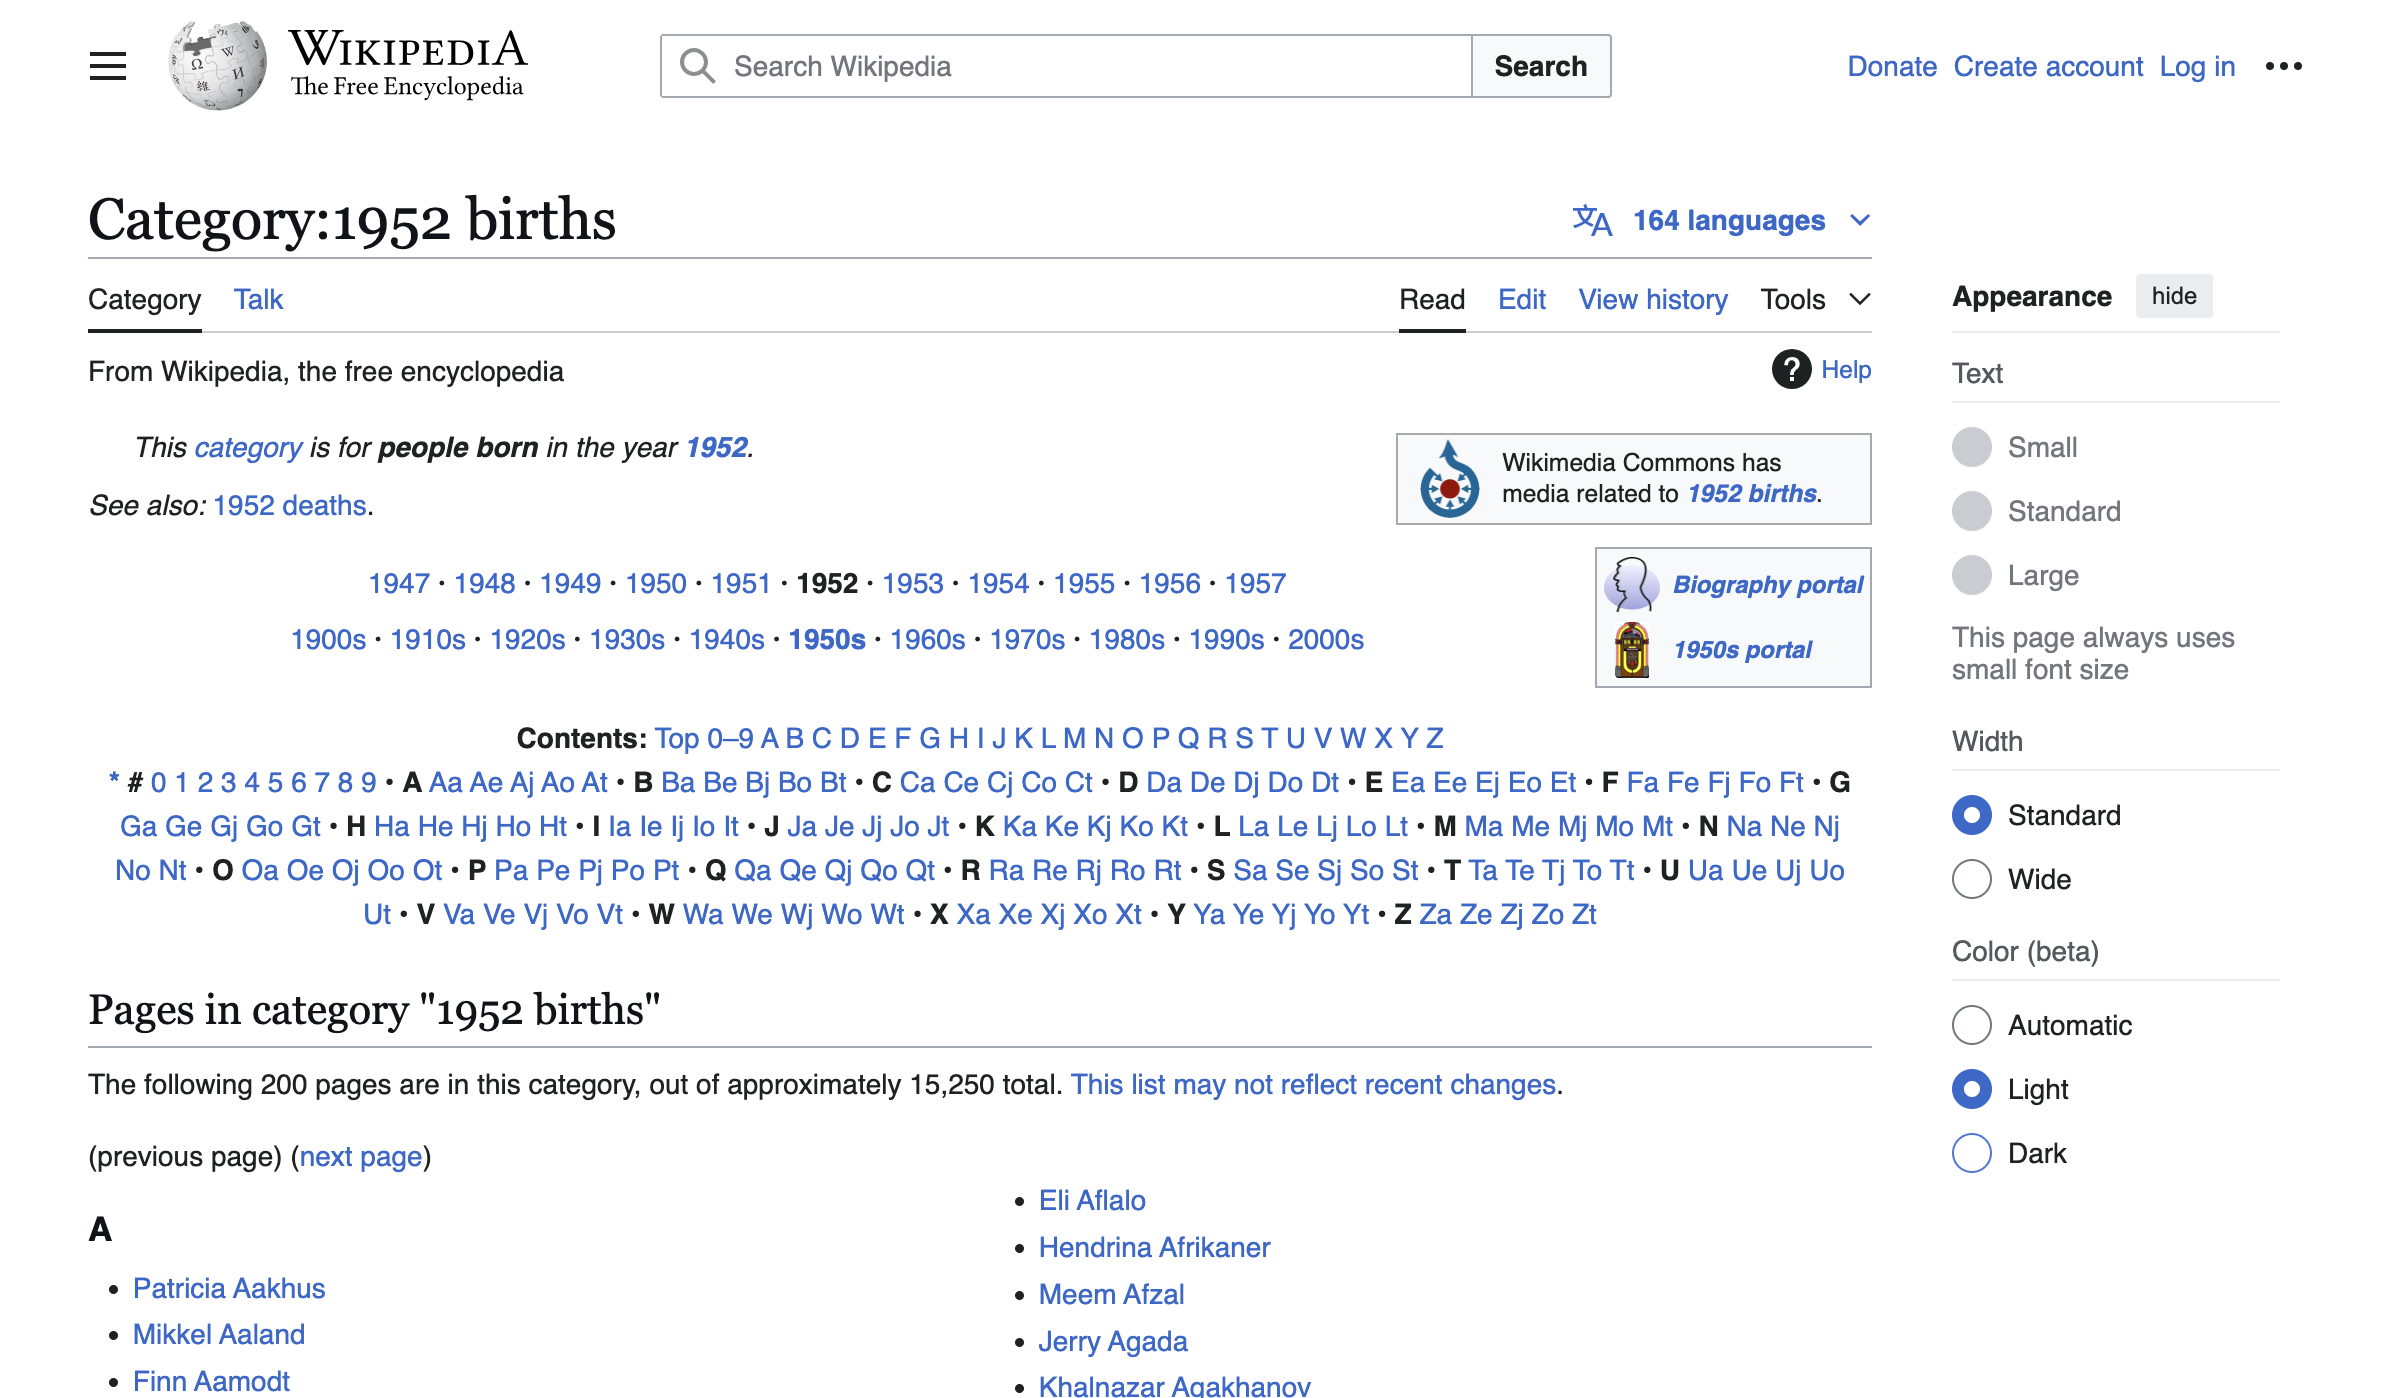 WIKIPEDIA
The Free Encyclopedia
Search Wikipedia
Search
Donate Create account Log in
Category:1952 births
164 languages
Category Talk
Read Edit View history Tools
From Wikipedia, the free encyclopedia
Help
This category is for people born in the year 1952.
See also: 1952 deaths.
Wikimedia Commons has
media related to 1952 births.
1947 · 1948 · 1949 · 1950 · 1951 · 1952 · 1953 · 1954 · 1955 · 1956 · 1957
1900s · 1910s · 1920s · 1930s · 1940s · 1950s · 1960s · 1970s · 1980s · 1990s · 2000s
Biography portal
1950s portal
Contents: Top 0–9 A B C D E F G H I J K L M N O P Q R S T U V W X Y Z
* # 0 1 2 3 4 5 6 7 8 9 • A Aa Ae Aj Ao At • B Ba Be Bj Bo Bt • C Ca Ce Cj Co Ct • D Da De Dj Do Dt • E Ea Ee Ej Eo Et • F Fa Fe Fj Fo Ft • G
Ga Ge Gj Go Gt • H Ha He Hj Ho Ht • I Ia Ie Ij Io It • J Ja Je Jj Jo Jt • K Ka Ke Kj Ko Kt • L La Le Lj Lo Lt • M Ma Me Mj Mo Mt • N Na Ne Nj
No Nt • O Oa Oe Oj Oo Ot • P Pa Pe Pj Po Pt • Q Qa Qe Qj Qo Qt • R Ra Re Rj Ro Rt • S Sa Se Sj So St • T Ta Te Tj To Tt • U Ua Ue Uj Uo
Ut • V Va Ve Vj Vo Vt • W Wa We Wj Wo Wt • X Xa Xe Xj Xo Xt • Y Ya Ye Yj Yo Yt • Z Za Ze Zj Zo Zt
Pages in category "1952 births"
The following 200 pages are in this category, out of approximately 15,250 total. This list may not reflect recent changes.
(previous page) (next page)
A
• Patricia Aakhus
• Mikkel Aaland
• Finn Aamodt
• Eli Aflalo
• Hendrina Afrikaner
• Meem Afzal
• Jerry Agada
• Khalnazar Agakhanov
Appearance hide
Text
Small
Standard
Large
This page always uses
small font size
Width
Standard
Wide
Color (beta)
Automatic
Light
Dark